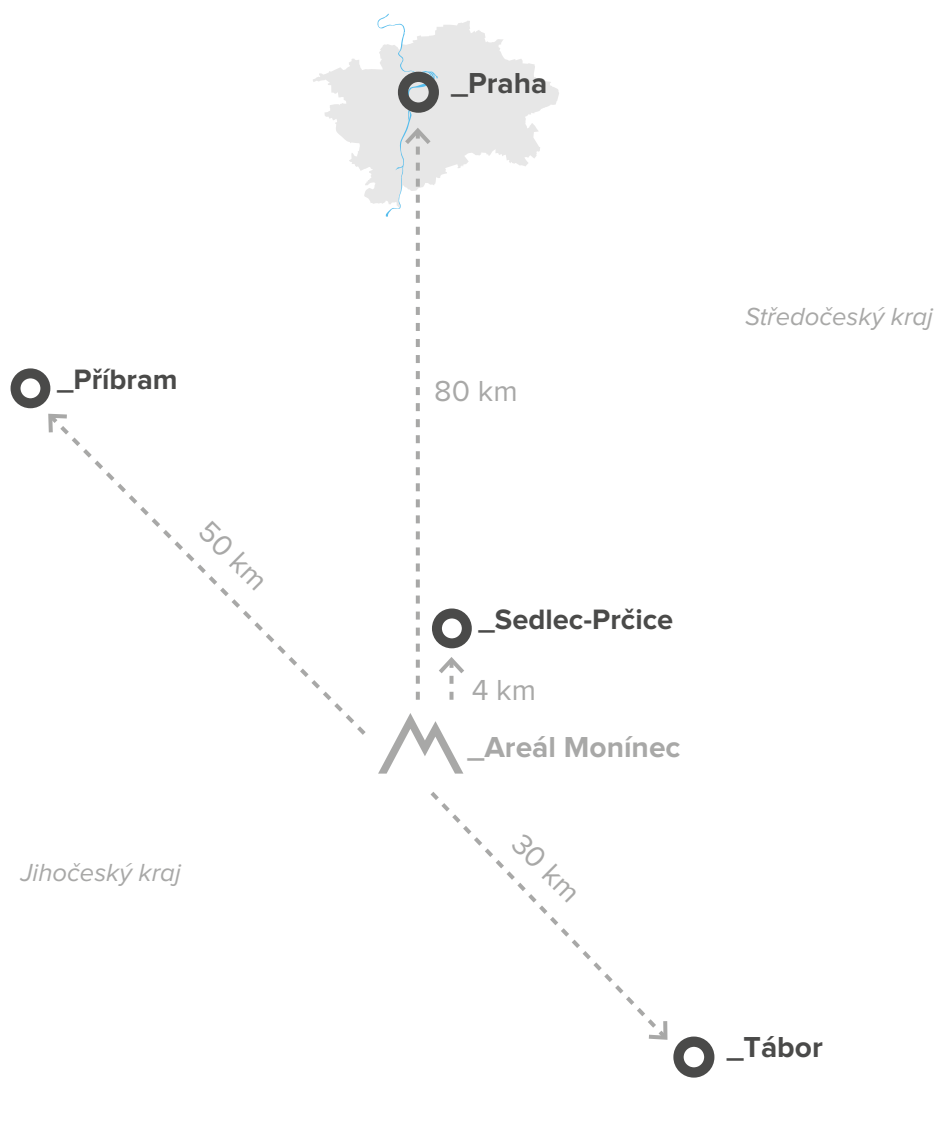 _Praha
Středočeský kraj
_Příbram
80 km
50 km
_Sedlec-Prčice
4 km
_Areál Monínec
30 km
Jihočeský kraj
_Tábor